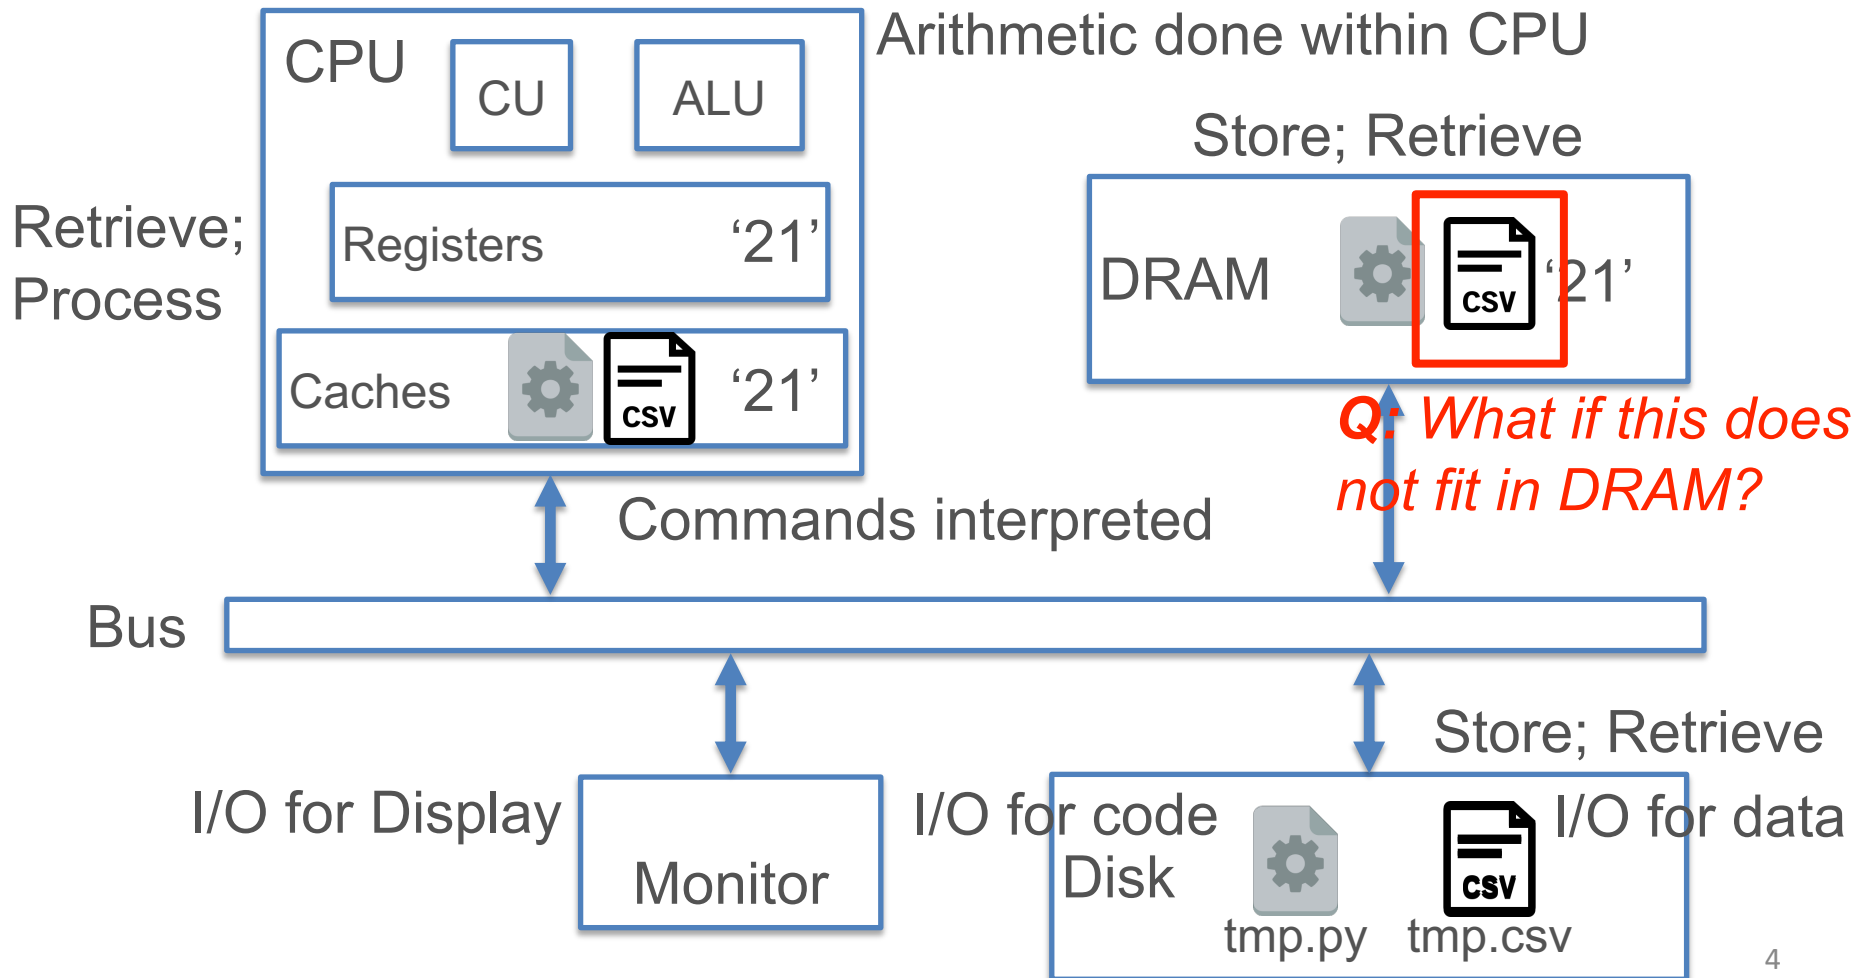 Arithmetic done within CPU
CPU
CU
ALU
Store; Retrieve
Retrieve;
Process
Registers
‘21’
DRAM
CSV
‘21’
Caches
CSV
‘21’
Q: What if this does
not fit in DRAM?
Commands interpreted
Bus
Store; Retrieve
I/O for Display
Monitor
I/O for code
I/O for data
Disk
CSV
tmp.py
tmp.csv
4